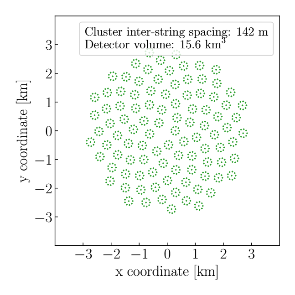 Cluster inter-string spacing: 142 m
Detector volume: 15.6 km³
y coordinate [km]
3
2
1
0
−1
−2
−3
−3 −2 −1 0 1 2 3
x coordinate [km]